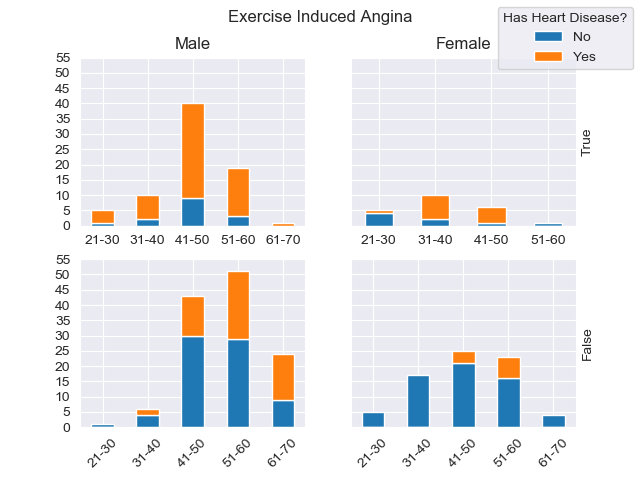 Exercise Induced Angina
Has Heart Disease?
No
Yes
Male
Female
55
50
45
40
35
30
25
20
15
10
5
0
21-30 31-40 41-50 51-60 61-70
21-30 31-40 41-50 51-60
True
55
50
45
40
35
30
25
20
15
10
5
0
21-30 31-40 41-50 51-60 61-70
21-30 31-40 41-50 51-60 61-70
False